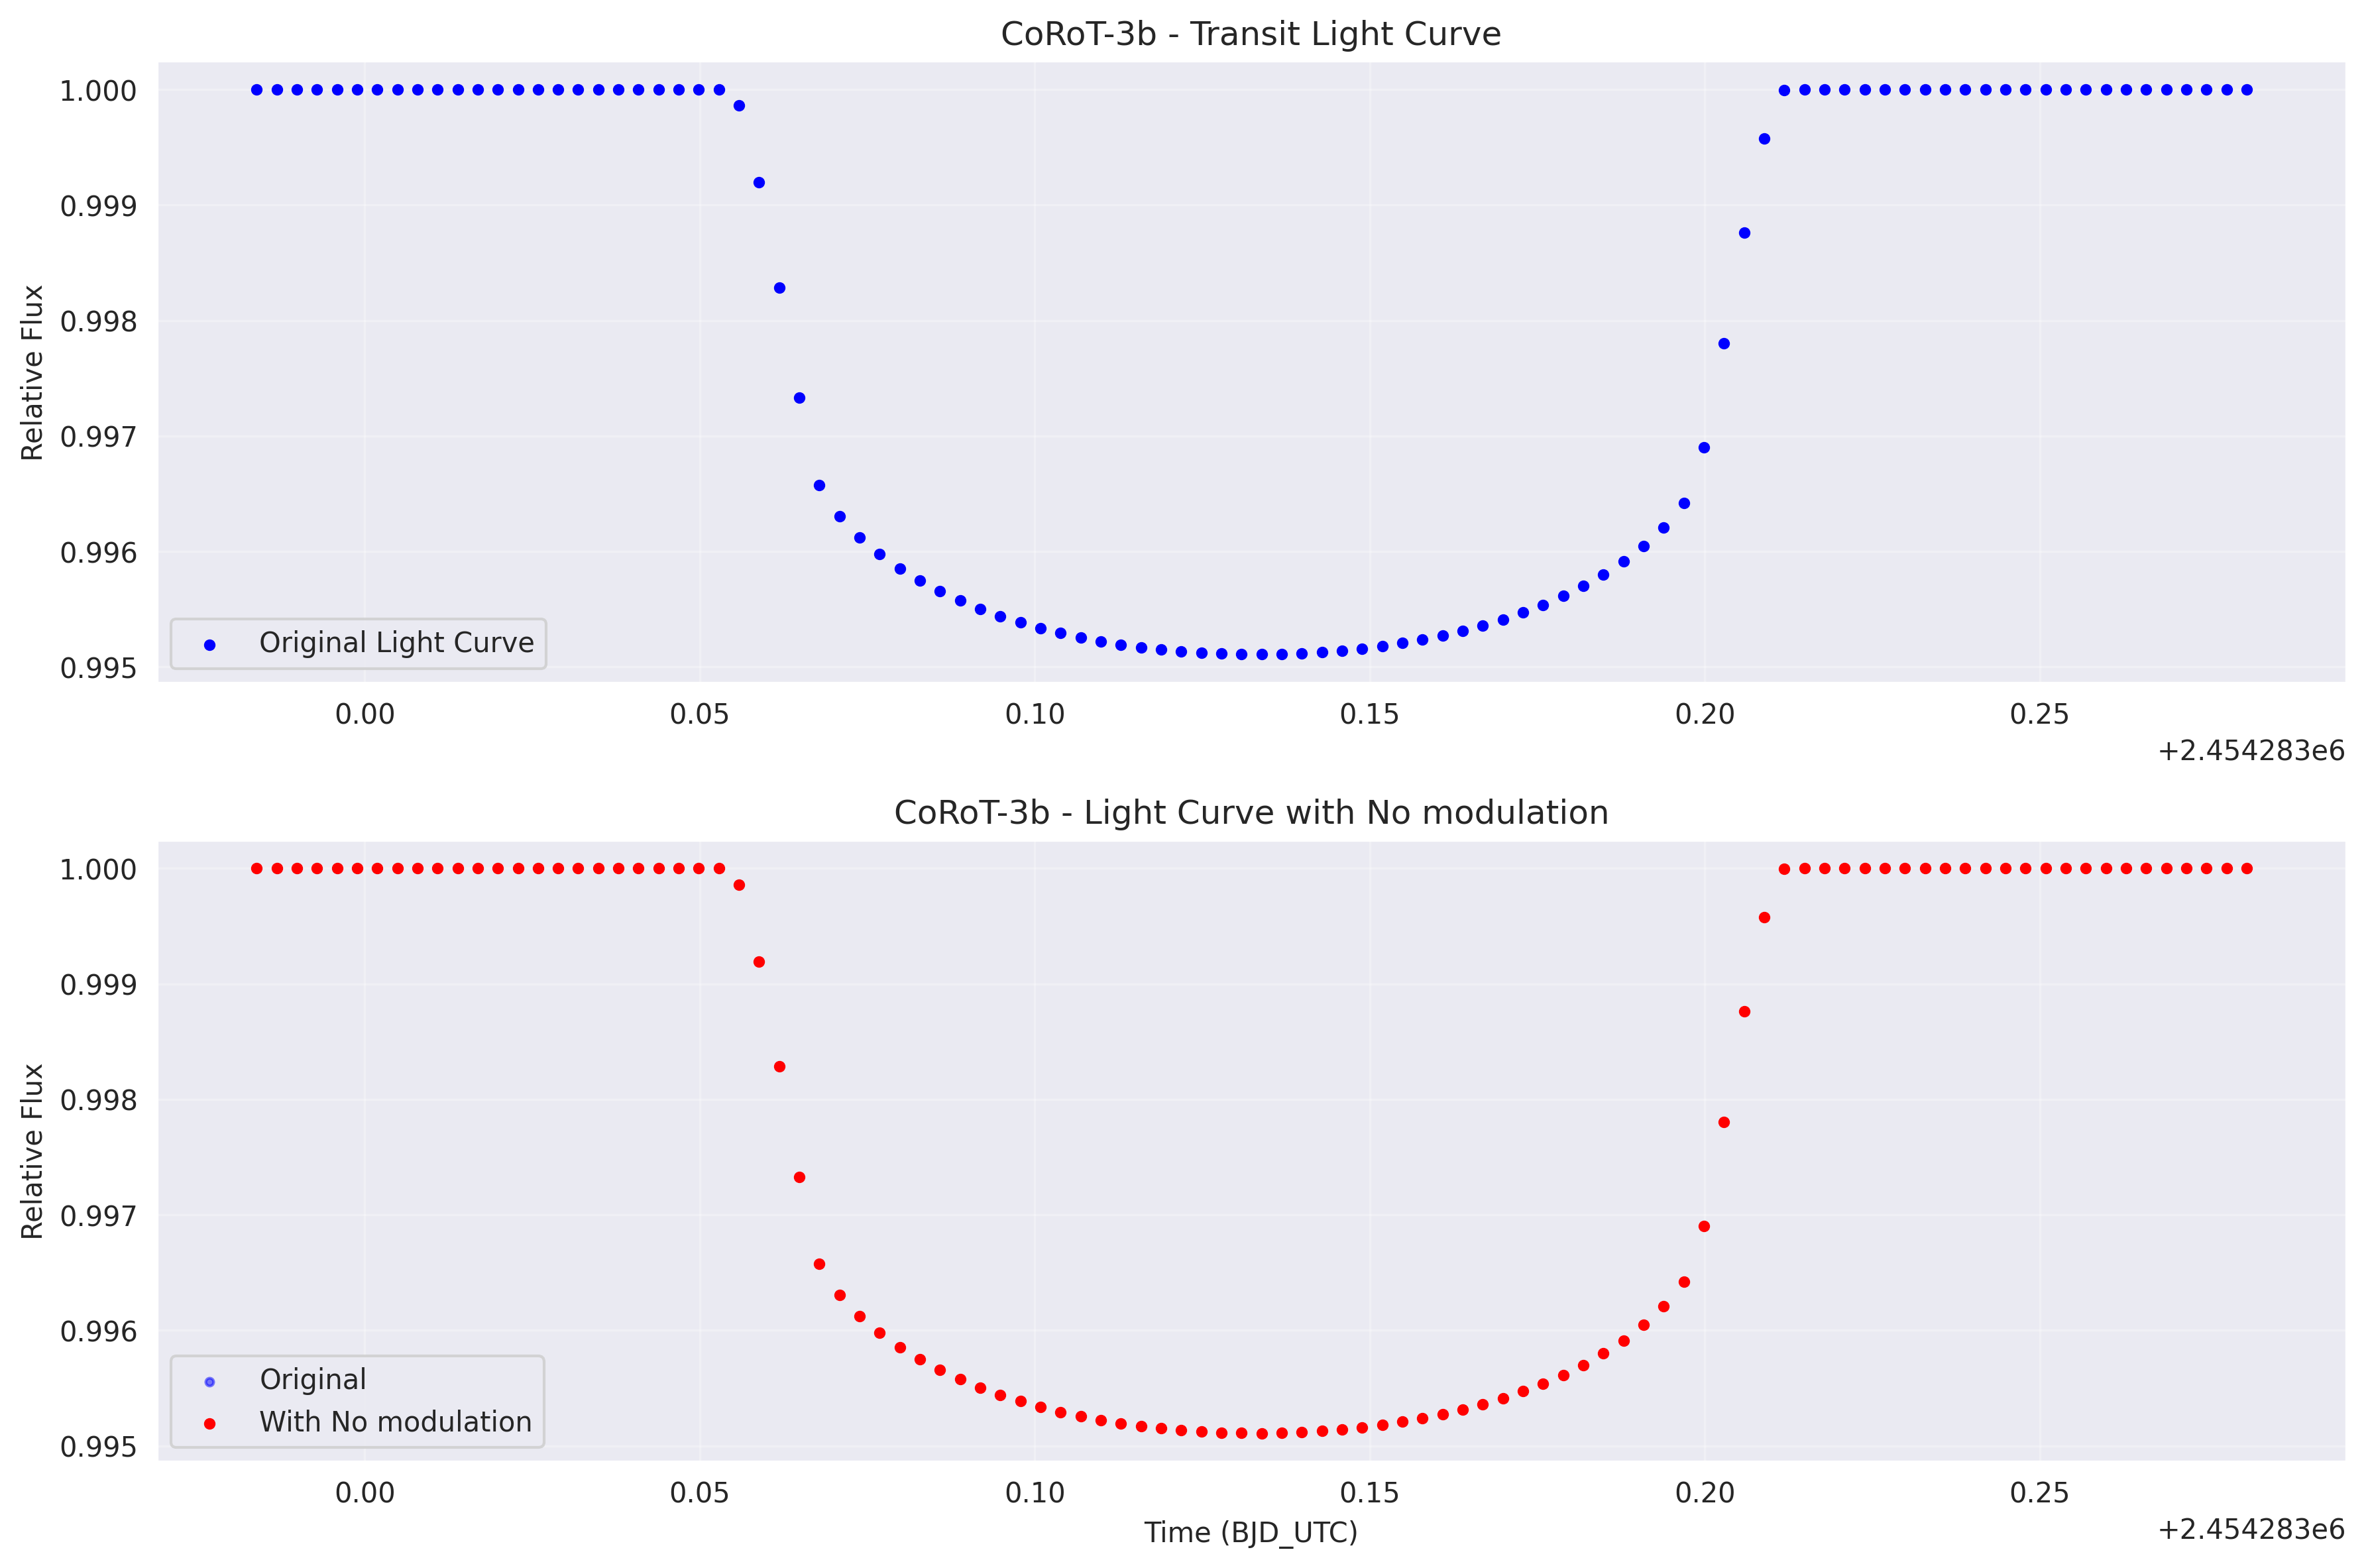 CoRoT-3b - Transit Light Curve
1.000
0.999
0.998
0.997
0.996
0.995
Relative Flux
Original Light Curve
0.00 0.05 0.10 0.15 0.20 0.25
+2.454283e6
CoRoT-3b - Light Curve with No modulation
1.000
0.999
0.998
0.997
0.996
0.995
Relative Flux
Original
With No modulation
0.00 0.05 0.10 0.15 0.20 0.25
Time (BJD_UTC)
+2.454283e6